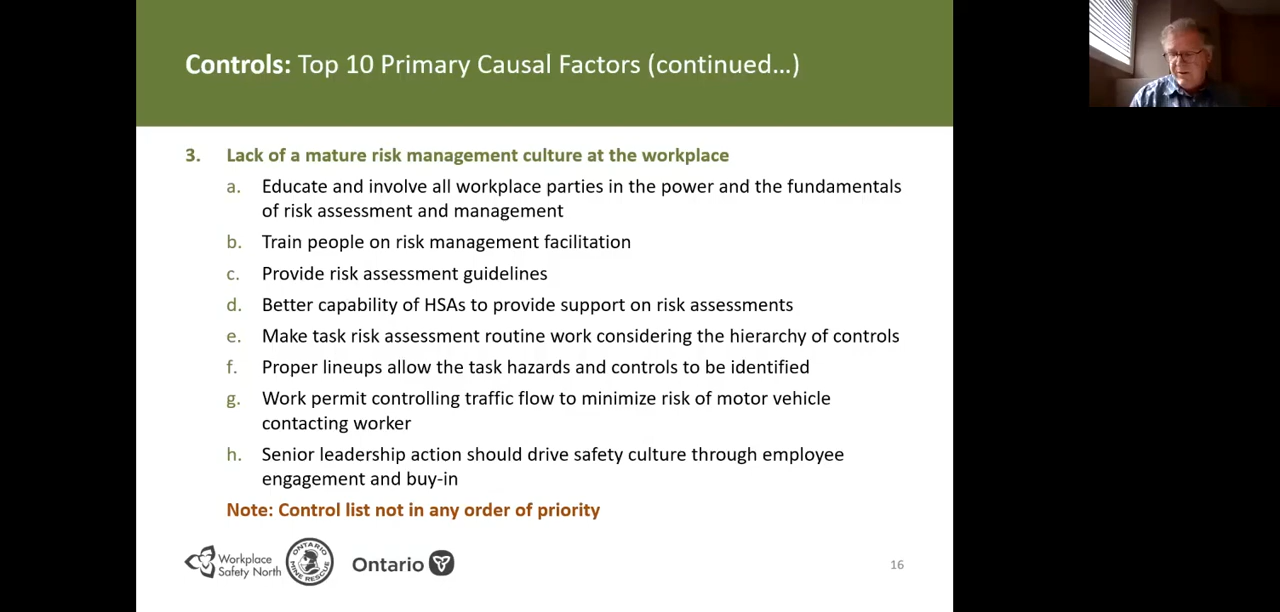 Controls: Top 10 Primary Causal Factors (continued...)
3. Lack of a mature risk management culture at the workplace
a. Educate and involve all workplace parties in the power and the fundamentals
of risk assessment and management
b. Train people on risk management facilitation
c. Provide risk assessment guidelines
d. Better capability of HSAs to provide support on risk assessments
e. Make task risk assessment routine work considering the hierarchy of controls
f. Proper lineups allow the task hazards and controls to be identified
g. Work permit controlling traffic flow to minimize risk of motor vehicle
contacting worker
h. Senior leadership action should drive safety culture through employee
engagement and buy-in
Note: Control list not in any order of priority
Workplace
Safety North
ONTARIO
MINE RESCUE
Ontario
16